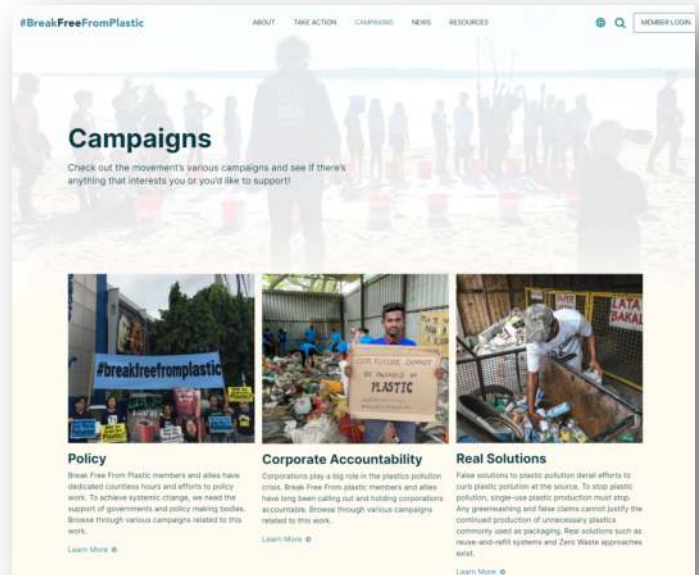 #BreakFreeFromPlastic
ABOUT TAKE ACTION CAMPAIGNS NEWS RESOURCES
MEMBER LOGIN
Campaigns
Check out the movement's various campaigns and see if there's
anything that interests you or you'd like to support!
#breakfreefromplastic
OUR FUTURE CANNOT
BE
PLASTIC
LATA
BAKAL
Policy
Break Free From Plastic members and allies have
dedicated countless hours and efforts to policy
work. To achieve systemic change, we need the
support of governments and policy making bodies.
Browse through various campaigns related to this
work.
Learn More
Corporate Accountability
Corporations play a big role in the plastics pollution
crisis. Break Free From plastic members and allies
have long been calling out and holding corporations
accountable. Browse through various campaigns
related to this work.
Learn More
Real Solutions
False solutions to plastic pollution derail efforts to
curb plastic pollution at the source. To stop plastic
pollution, single-use plastic production must stop.
Any greenwashing and false claims cannot justify the
continued production of unnecessary plastics
commonly used as packaging. Real solutions such as
reuse-and-refill systems and Zero Waste approaches
exist.
Learn More